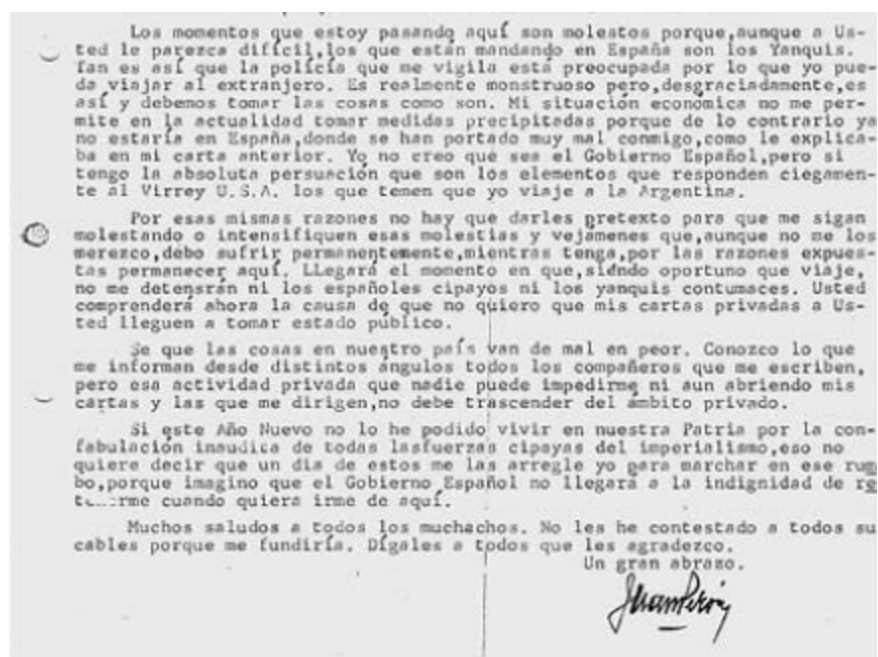 Los momentos que estoy pasando aquí son molestos porque,aunque a Us-
ted le parezca difícil,los que están mandando en España son los Yanquis.
Tan es así que la policía que me vigila está preocupada por lo que yo pue-
da viajar al extranjero. Es realmente monstruoso pero,desgraciadamente,es
así y debemos tomar las cosas como son. Mi situación económica no me per-
mite en la actualidad tomar medidas precipitadas porque de lo contrario ya
no estaría en España,donde se han portado muy mal conmigo,como le explica-
ba en mi carta anterior. Yo no creo que sea el Gobierno Español,pero si
tengo la absoluta persuación que son los elementos que responden ciegamen-
te al Virrey U.S.A. los que temen que yo viaje a la Argentina.
Por esas mismas razones no hay que darles pretexto para que me sigan
molestando o intensifiquen esas molestias y vejámenes que,aunque no me los
merezco,debo sufrir permanentemente,mientras tenga,por las razones expues-
tas permanecer aquí. LLegará el momento en que,siendo oportuno que viaje,
no me detensrán ni los españoles cipayos ni los yanquis contumaces. Usted
comprenderá ahora la causa de que no quiero que mis cartas privadas a Us-
ted lleguen a tomar estado público.
Se que las cosas en nuestro país van de mal en peor. Conozco lo que
me informan desde distintos ángulos todos los compañeros que me escriben,
pero esa actividad privada que nadie puede impedirme ni aun abriendo mis
cartas y las que me dirigen,no debe trascender del ámbito privado.
Si este Año Nuevo no lo he podido vivir en nuestra Patria por la con-
fabulación inaudica de todas lasfuerzas cipayas del imperialismo,eso no
quiere decir que un dia de estos me las arregle yo para marchar en ese rum
bo,porque imagino que el Gobierno Español no llegará a la indignidad de re
cuando quiera irme de aquí.
Muchos saludos a todos los muchachos. No les he contestado a todos su
cables porque me fundiría. Dígales a todos que les agradezco.
Un gran abrazo.
Juan Perón